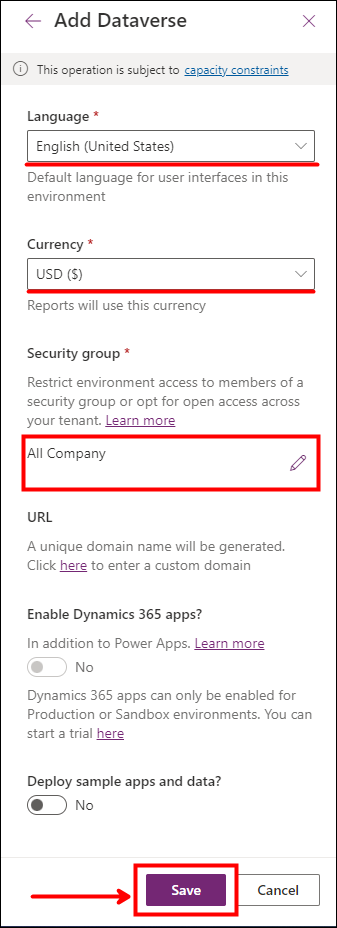 Add Dataverse
This operation is subject to capacity constraints
Language *
English (United States)
Default language for user interfaces in this
environment
Currency *
USD ($)
Reports will use this currency
Security group *
Restrict environment access to members of a
security group or opt for open access across
your tenant. Learn more
All Company
URL
A unique domain name will be generated.
Click here to enter a custom domain
Enable Dynamics 365 apps?
In addition to Power Apps. Learn more
No
Dynamics 365 apps can only be enabled for
Production or Sandbox environments. You can
start a trial here
Deploy sample apps and data?
No
Save Cancel